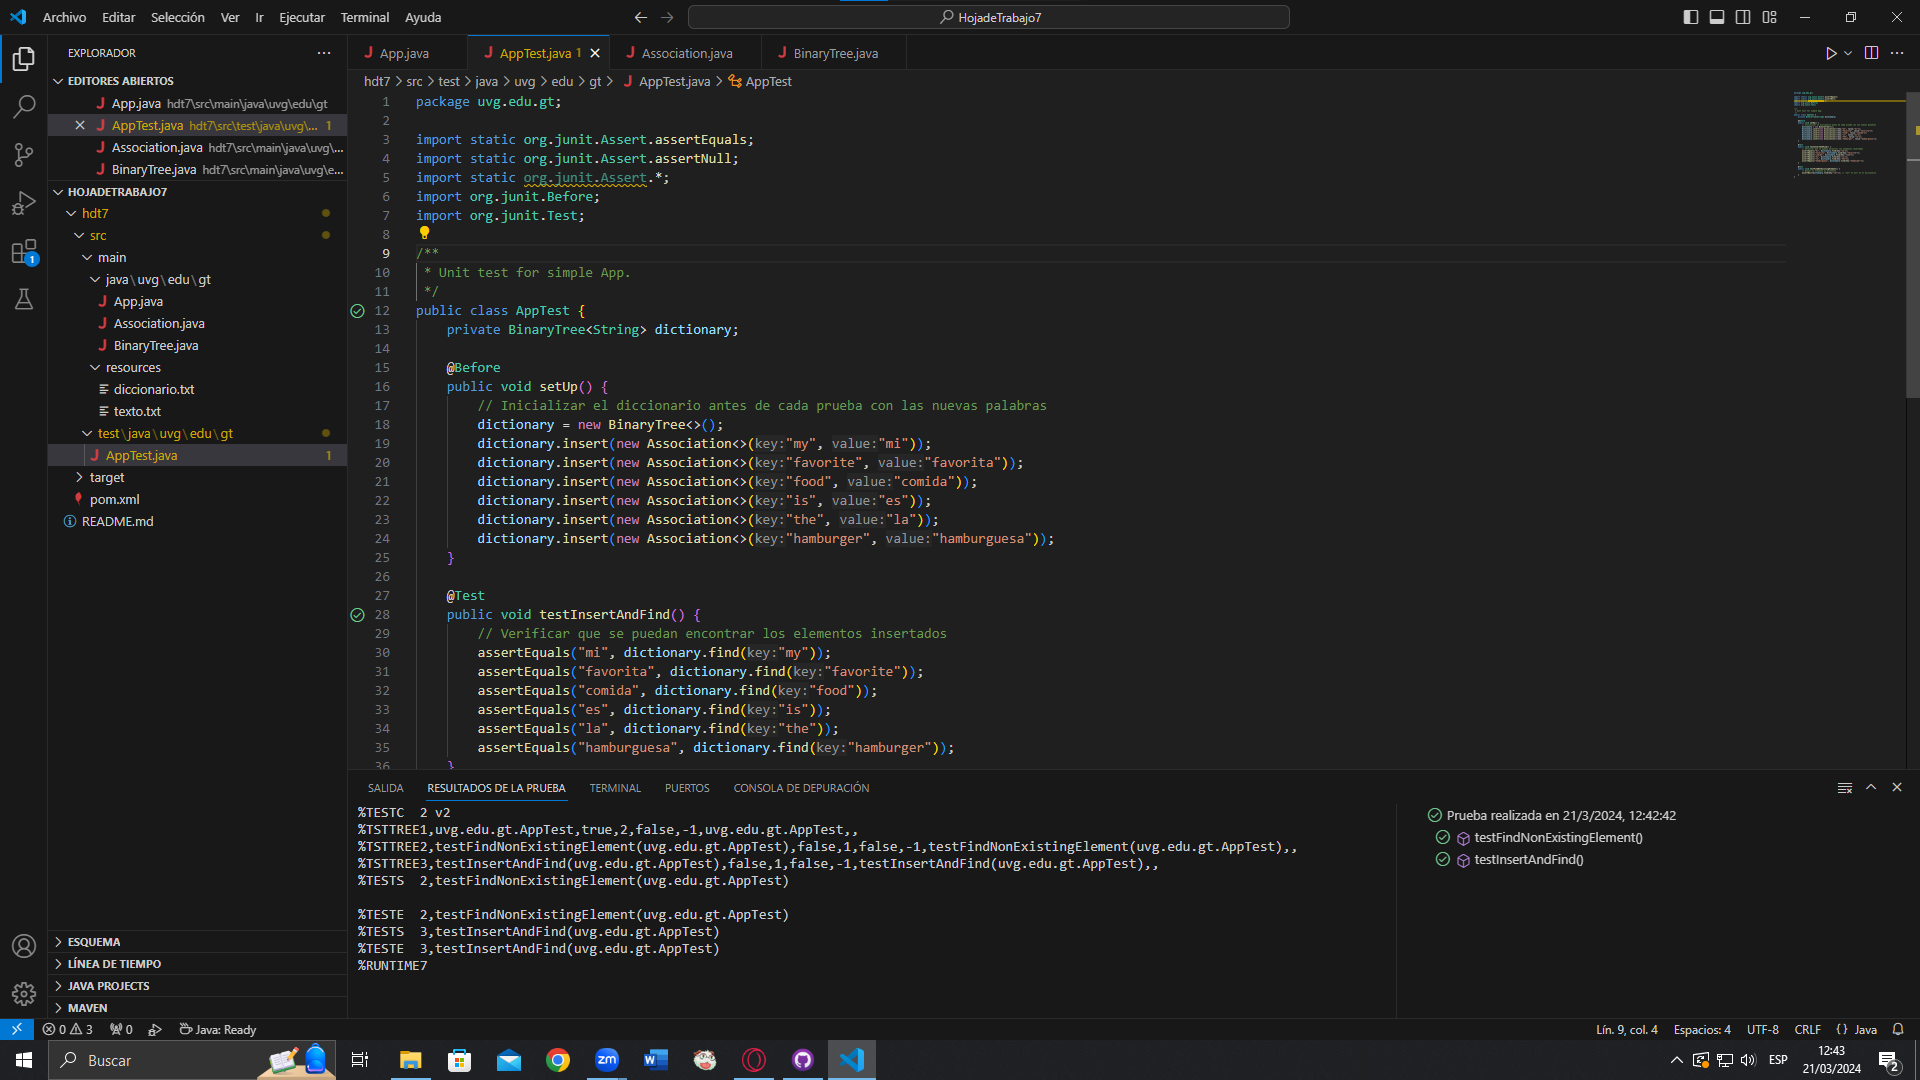 Archivo Editar Selección Ver Ir Ejecutar Terminal Ayuda
HojadeTrabajo7
EXPLORADOR
EDITORES ABIERTOS
App.java hdt7\src\main\java\uvg\edu\gt
AppTest.java hdt7\src\test\java\uvg\... 1
Association.java hdt7\src\main\java\uvg\...
BinaryTree.java hdt7\src\main\java\uvg\e...
HOJADETRABAJO7
hdt7
src
main
java\uvg\edu\gt
App.java
Association.java
BinaryTree.java
resources
diccionario.txt
texto.txt
test\java\uvg\edu\gt
AppTest.java 1
target
pom.xml
README.md
ESQUEMA
LÍNEA DE TIEMPO
JAVA PROJECTS
MAVEN
1
App.java AppTest.java 1 Association.java BinaryTree.java
hdt7 > src > test > java > uvg > edu > gt > AppTest.java > AppTest
1 package uvg.edu.gt;
2
3 import static org.junit.Assert.assertEquals;
4 import static org.junit.Assert.assertNull;
5 import static org.junit.Assert.*;
6 import org.junit.Before;
7 import org.junit.Test;
8
9 /**
10 * Unit test for simple App.
11 */
12 public class AppTest {
13 private BinaryTree<String> dictionary;
14
15 @Before
16 public void setUp() {
17 // Inicializar el diccionario antes de cada prueba con las nuevas palabras
18 dictionary = new BinaryTree<>();
19 dictionary.insert(new Association<>(key:"my", value:"mi"));
20 dictionary.insert(new Association<>(key:"favorite", value:"favorita"));
21 dictionary.insert(new Association<>(key:"food", value:"comida"));
22 dictionary.insert(new Association<>(key:"is", value:"es"));
23 dictionary.insert(new Association<>(key:"the", value:"la"));
24 dictionary.insert(new Association<>(key:"hamburger", value:"hamburguesa"));
25 }
26
27 @Test
28 public void testInsertAndFind() {
29 // Verificar que se puedan encontrar los elementos insertados
30 assertEquals("mi", dictionary.find(key:"my"));
31 assertEquals("favorita", dictionary.find(key:"favorite"));
32 assertEquals("comida", dictionary.find(key:"food"));
33 assertEquals("es", dictionary.find(key:"is"));
34 assertEquals("la", dictionary.find(key:"the"));
35 assertEquals("hamburguesa", dictionary.find(key:"hamburger"));
36 }
SALIDA RESULTADOS DE LA PRUEBA TERMINAL PUERTOS CONSOLA DE DEPURACIÓN
%TESTC 2 v2
%TSTTREE1,uvg.edu.gt.AppTest,true,2,false,-1,uvg.edu.gt.AppTest,,
%TSTTREE2,testFindNonExistingElement(uvg.edu.gt.AppTest),false,1,false,-1,testFindNonExistingElement(uvg.edu.gt.AppTest),,
%TSTTREE3,testInsertAndFind(uvg.edu.gt.AppTest),false,1,false,-1,testInsertAndFind(uvg.edu.gt.AppTest),,
%TESTS 2,testFindNonExistingElement(uvg.edu.gt.AppTest)
%TESTE 2,testFindNonExistingElement(uvg.edu.gt.AppTest)
%TESTS 3,testInsertAndFind(uvg.edu.gt.AppTest)
%TESTE 3,testInsertAndFind(uvg.edu.gt.AppTest)
%RUNTIME7
Prueba realizada en 21/3/2024, 12:42:42
testFindNonExistingElement()
testInsertAndFind()
0 3 0 Java: Ready
Lín. 9, col. 4 Espacios: 4 UTF-8 CRLF {} Java
Buscar
zm
ESP
12:43
21/03/2024
2